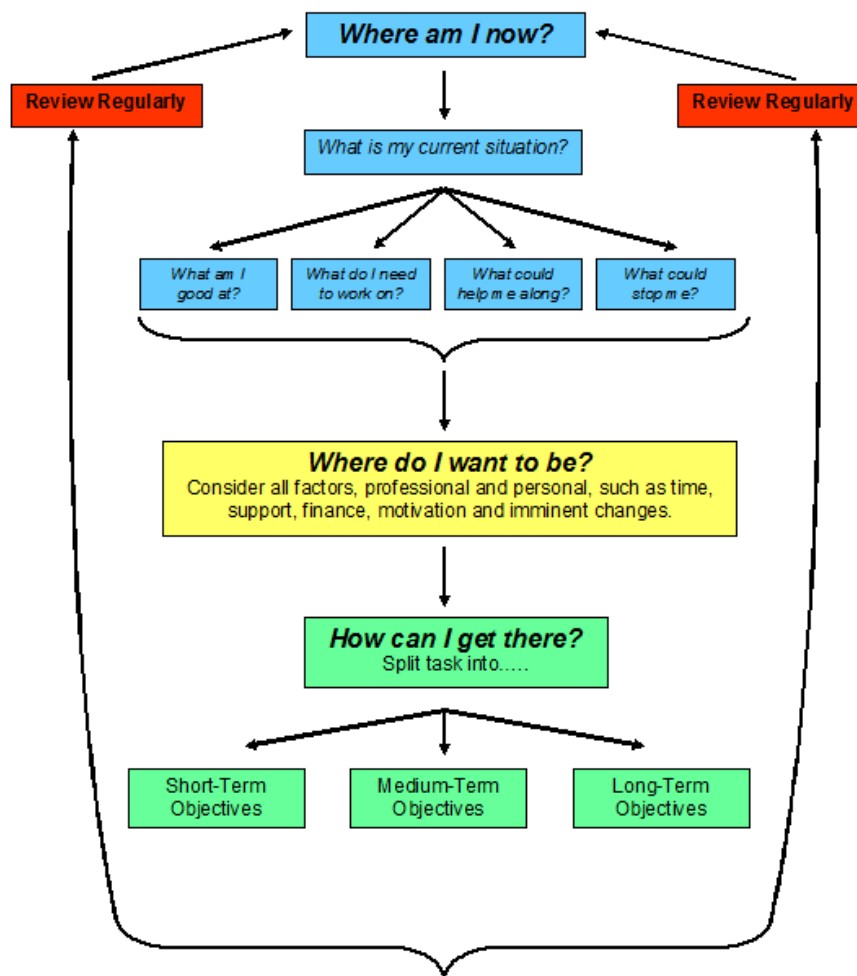 Where am I now?
Review Regularly
Review Regularly
What is my current situation?
What am I
good at?
What do I need
to work on?
What could
help me along?
What could
stop me?
Where do I want to be?
Consider all factors, professional and personal, such as time,
support, finance, motivation and imminent changes.
How can I get there?
Split task into.....
Short-Term
Objectives
Medium-Term
Objectives
Long-Term
Objectives